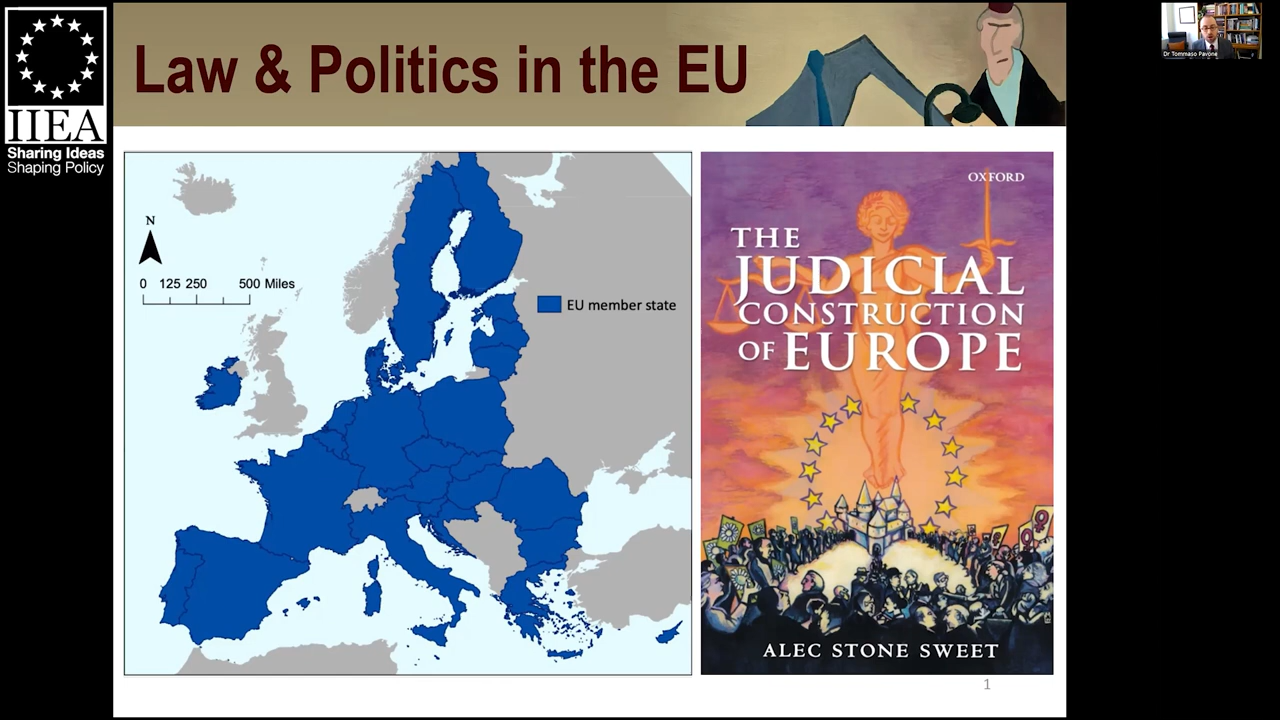 IIEA
Sharing Ideas
Shaping Policy
Law & Politics in the EU
Dr Tommaso Pavone
N
0 125 250 500 Miles
EU member state
OXFORD
THE
JUDICIAL
CONSTRUCTION
OF EUROPE
ALEC STONE SWEET
1